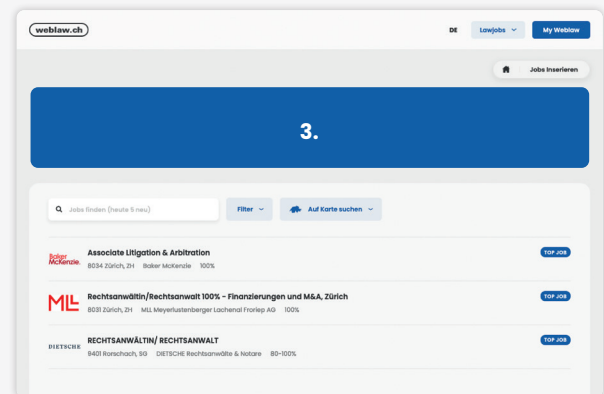 weblaw.ch
DE Lawjobs My Weblaw
Jobs Inserieren
3.
Jobs finden (heute 5 neu) Filter Auf Karte suchen
Baker McKenzie. Associate Litigation & Arbitration TOP JOB
8034 Zürich, ZH Baker McKenzie 100%
MLL Rechtsanwältin/Rechtsanwalt 100% - Finanzierungen und M&A, Zürich TOP JOB
8031 Zürich, ZH MLL Meyerlustenberger Lachenal Froriep AG 100%
DIETSCHE RECHTSANWÄLTIN/ RECHTSANWALT TOP JOB
9401 Rorschach, SG DIETSCHE Rechtsanwälte & Notare 80-100%